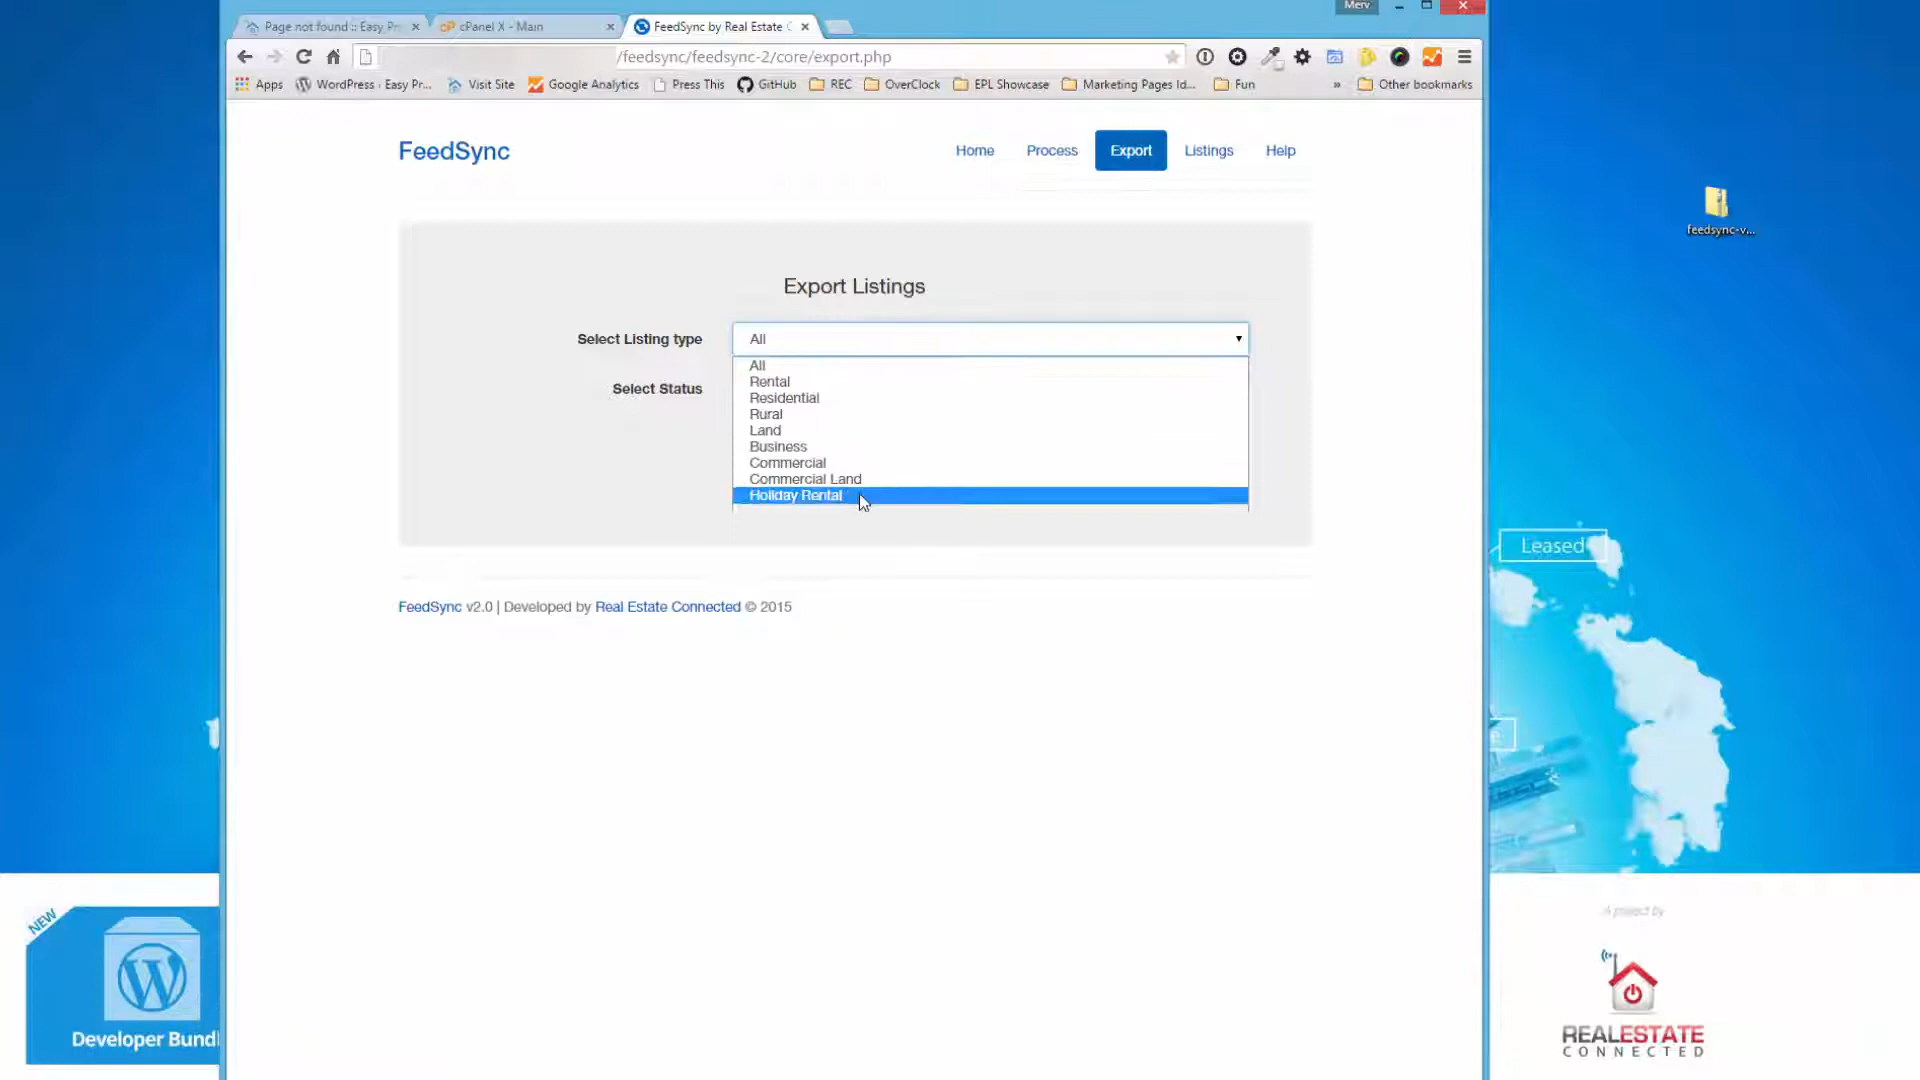 Merv
Page not found :: Easy Pr
cPanel X - Main
FeedSync by Real Estate C
/feedsync/feedsync-2/core/export.php
Apps
WordPress › Easy Pr...
Visit Site
Google Analytics
Press This
GitHub
REC
OverClock
EPL Showcase
Marketing Pages Id...
Fun
»
Other bookmarks
FeedSync
Home
Process
Export
Listings
Help
feedsync-v...
Export Listings
Select Listing type
All
All
Rental
Residential
Rural
Land
Business
Commercial
Commercial Land
Holiday Rental
Select Status
Leased
FeedSync v2.0 | Developed by Real Estate Connected © 2015
NEW
Developer Bundl
A project by
REALESTATE
CONNECTED